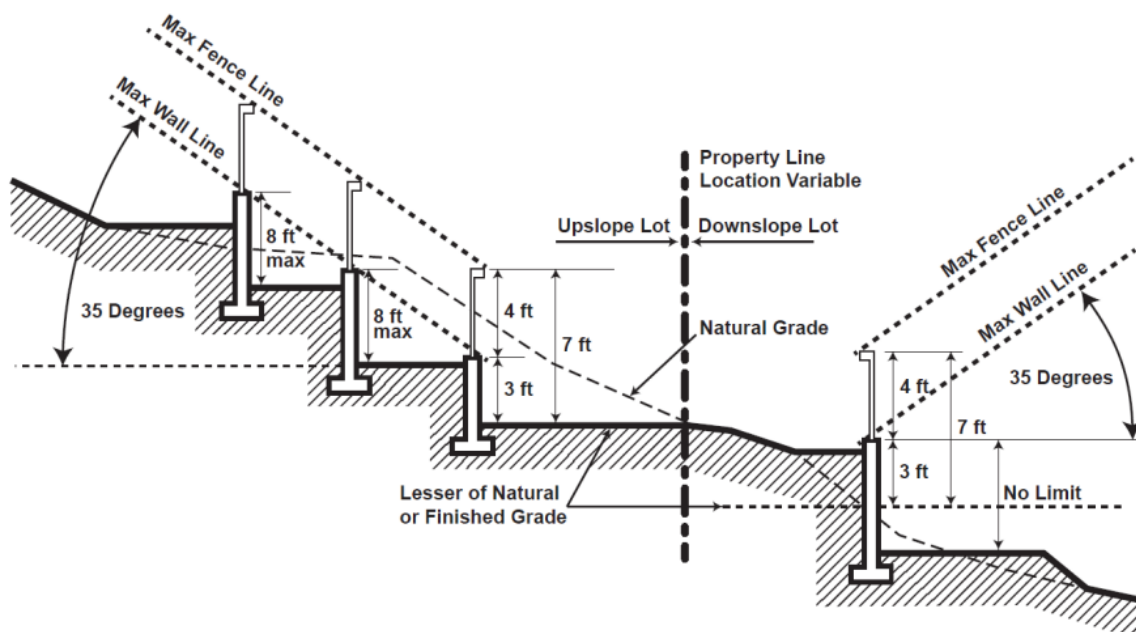 Max Fence Line
Max Wall Line
Property Line
Location Variable
Upslope Lot
Downslope Lot
8 ft
max
35 Degrees
8 ft
max
4 ft
7 ft
3 ft
Natural Grade
Lesser of Natural
or Finished Grade
Max Fence Line
Max Wall Line
35 Degrees
4 ft
7 ft
3 ft
No Limit